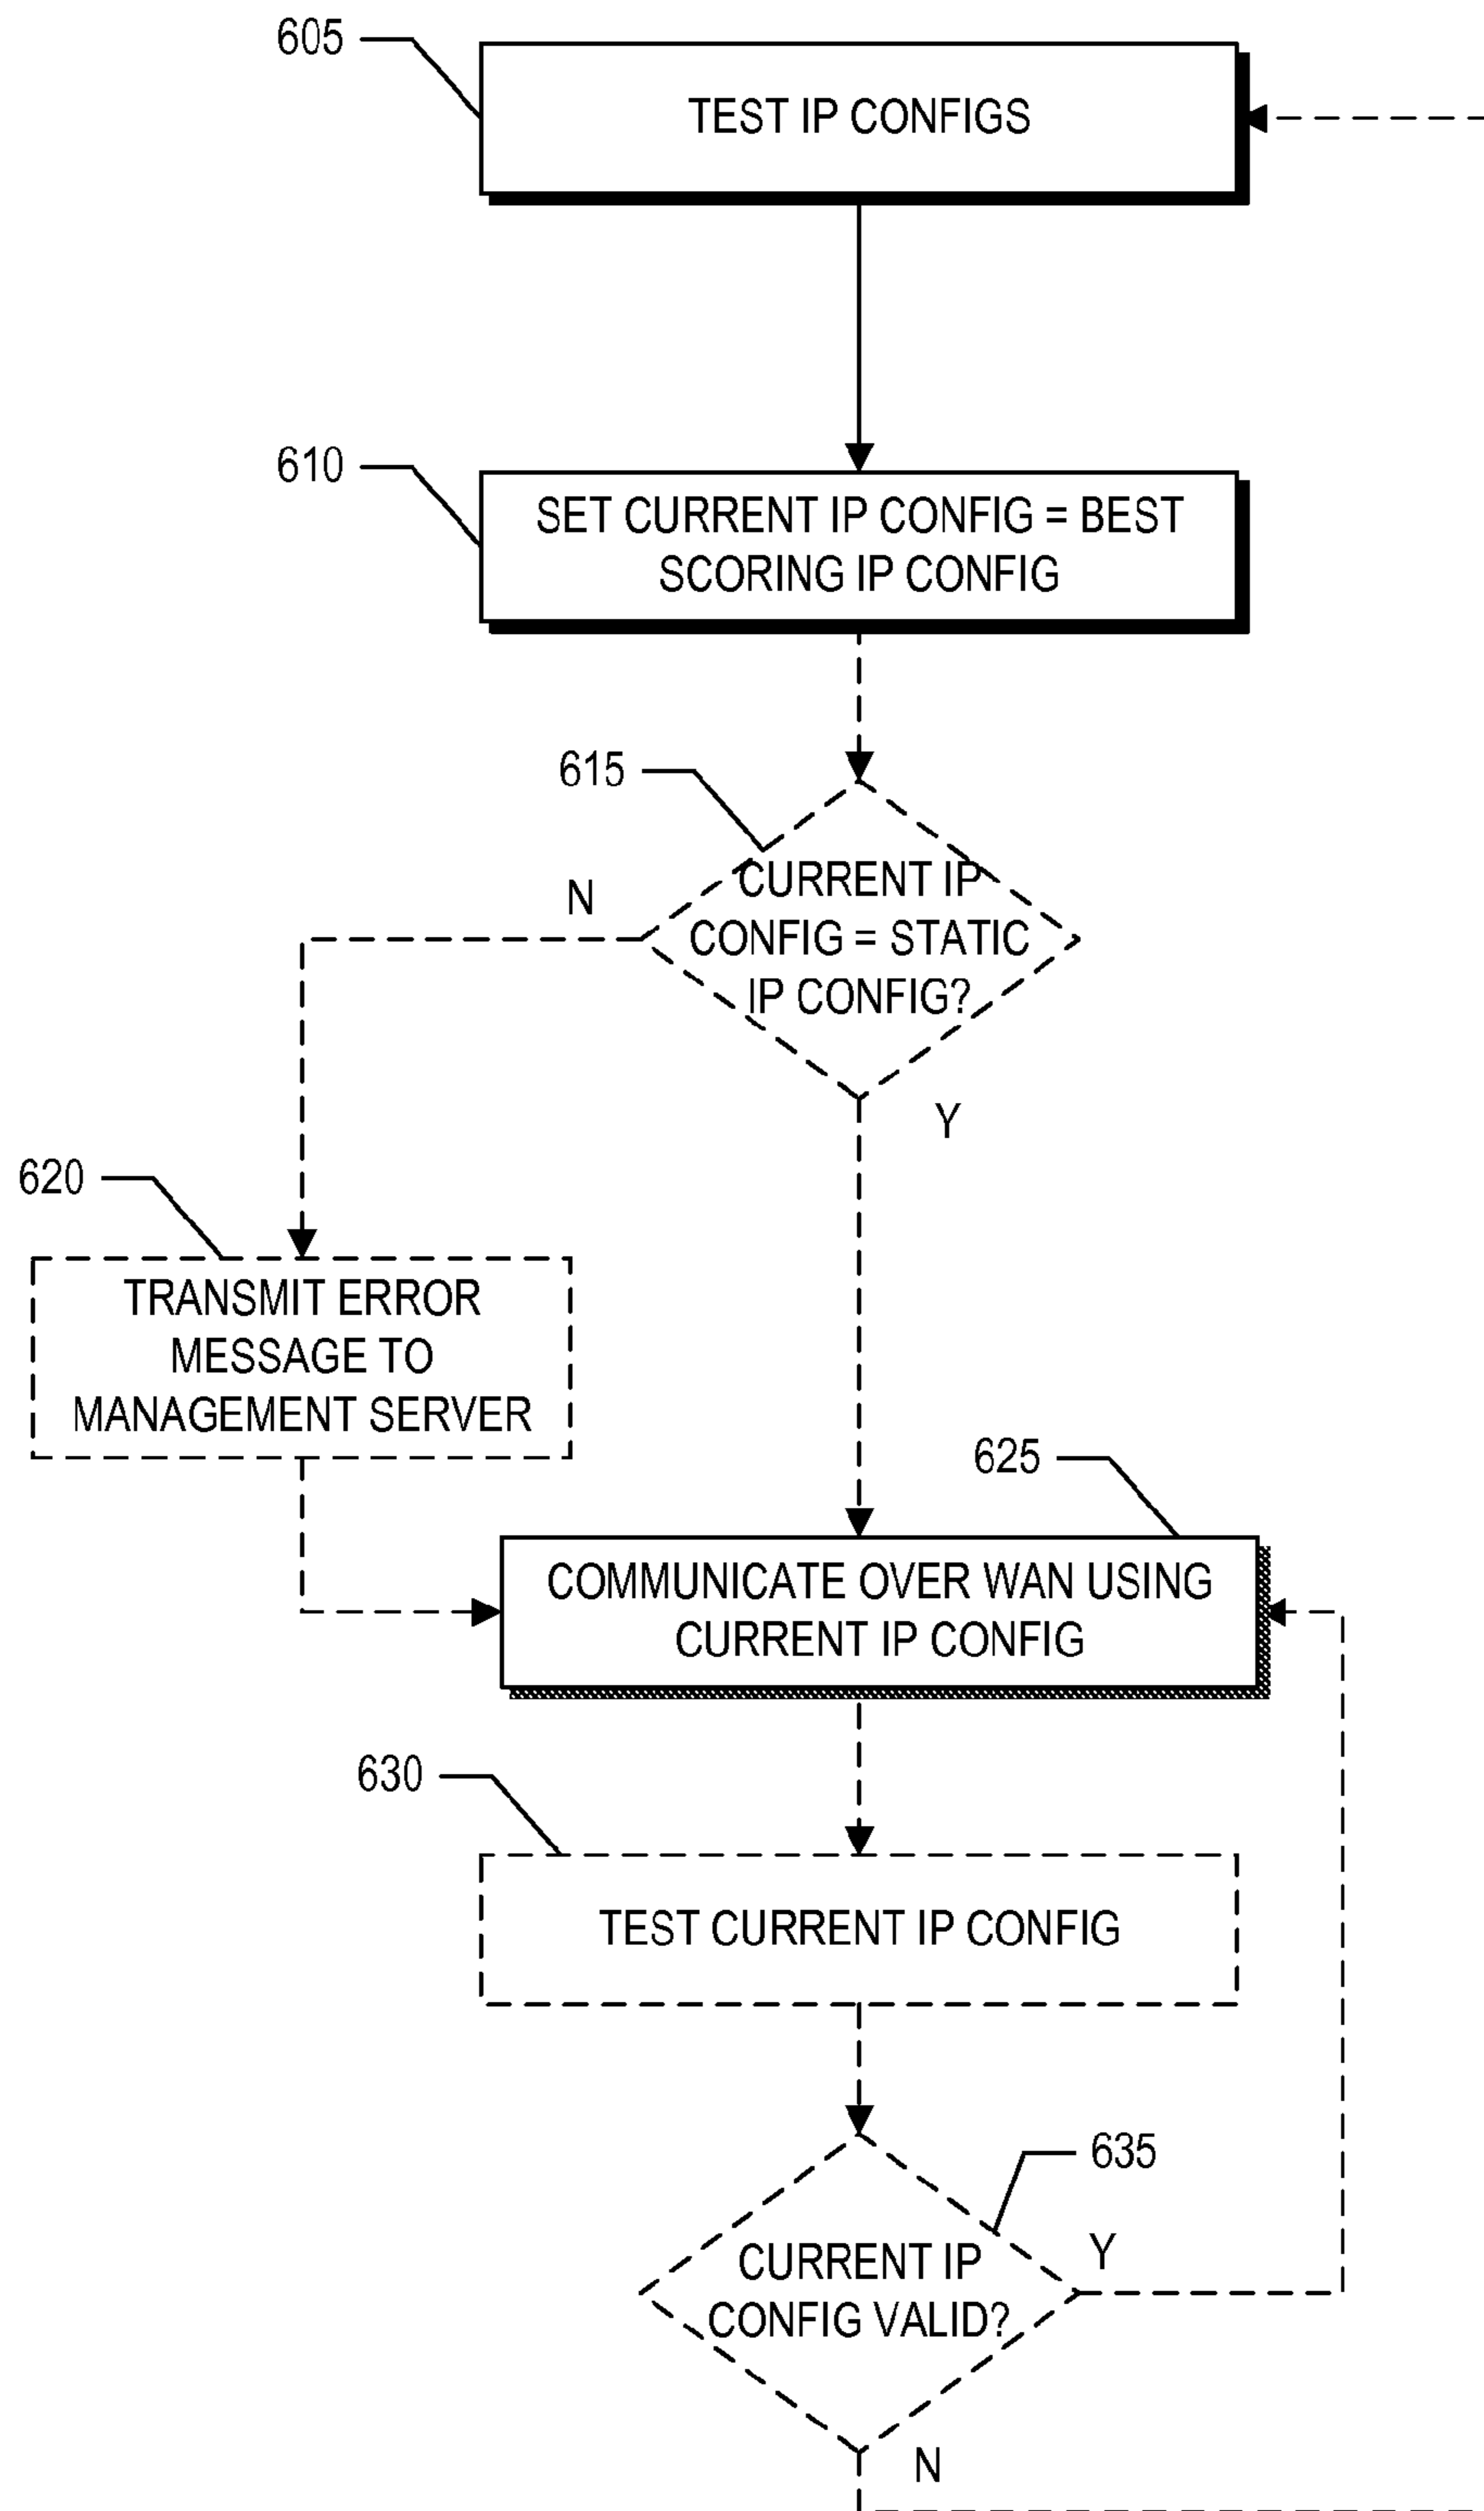 605
TEST IP CONFIGS
610
SET CURRENT IP CONFIG = BEST
SCORING IP CONFIG
615
N
CURRENT IP
CONFIG = STATIC
IP CONFIG?
Y
620
TRANSMIT ERROR
MESSAGE TO
MANAGEMENT SERVER
625
COMMUNICATE OVER WAN USING
CURRENT IP CONFIG
630
TEST CURRENT IP CONFIG
635
CURRENT IP
CONFIG VALID?
Y
N